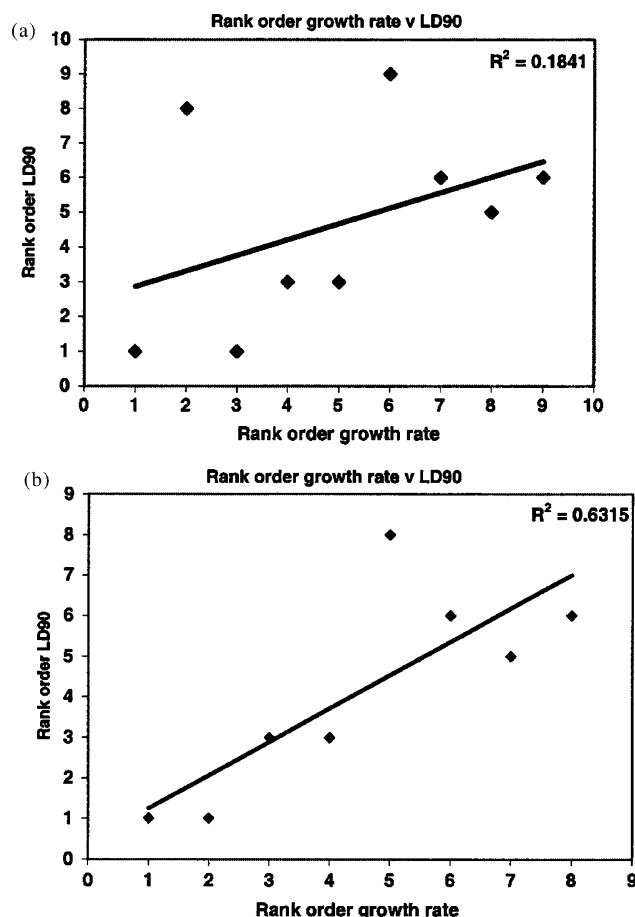 (a)
Rank order growth rate v LD90
R² = 0.1841
Rank order LD90
10
9
8
7
6
5
4
3
2
1
0
0 1 2 3 4 5 6 7 8 9 10
Rank order growth rate
(b)
Rank order growth rate v LD90
R² = 0.6315
Rank order LD90
9
8
7
6
5
4
3
2
1
0
0 1 2 3 4 5 6 7 8 9
Rank order growth rate